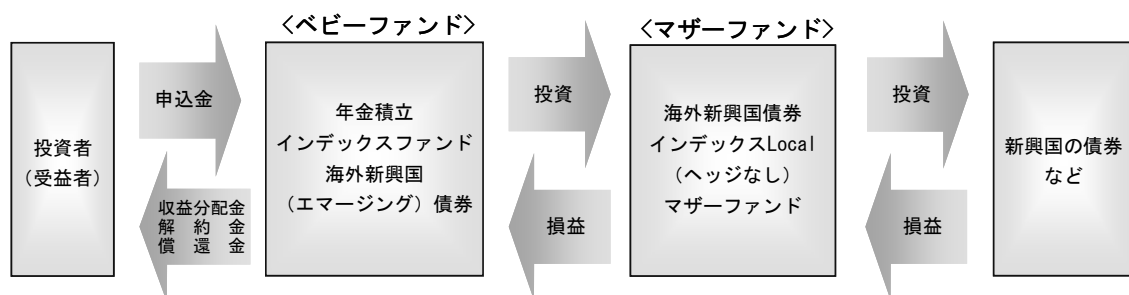 〈ベビーファンド〉
〈マザーファンド〉
投資者
(受益者)
申込金
収益分配金
解約金
償還金
年金積立
インデックスファンド
海外新興国
(エマージング)債券
投資
損益
海外新興国債券
インデックスLocal
(ヘッジなし)
マザーファンド
投資
損益
新興国の債券
など